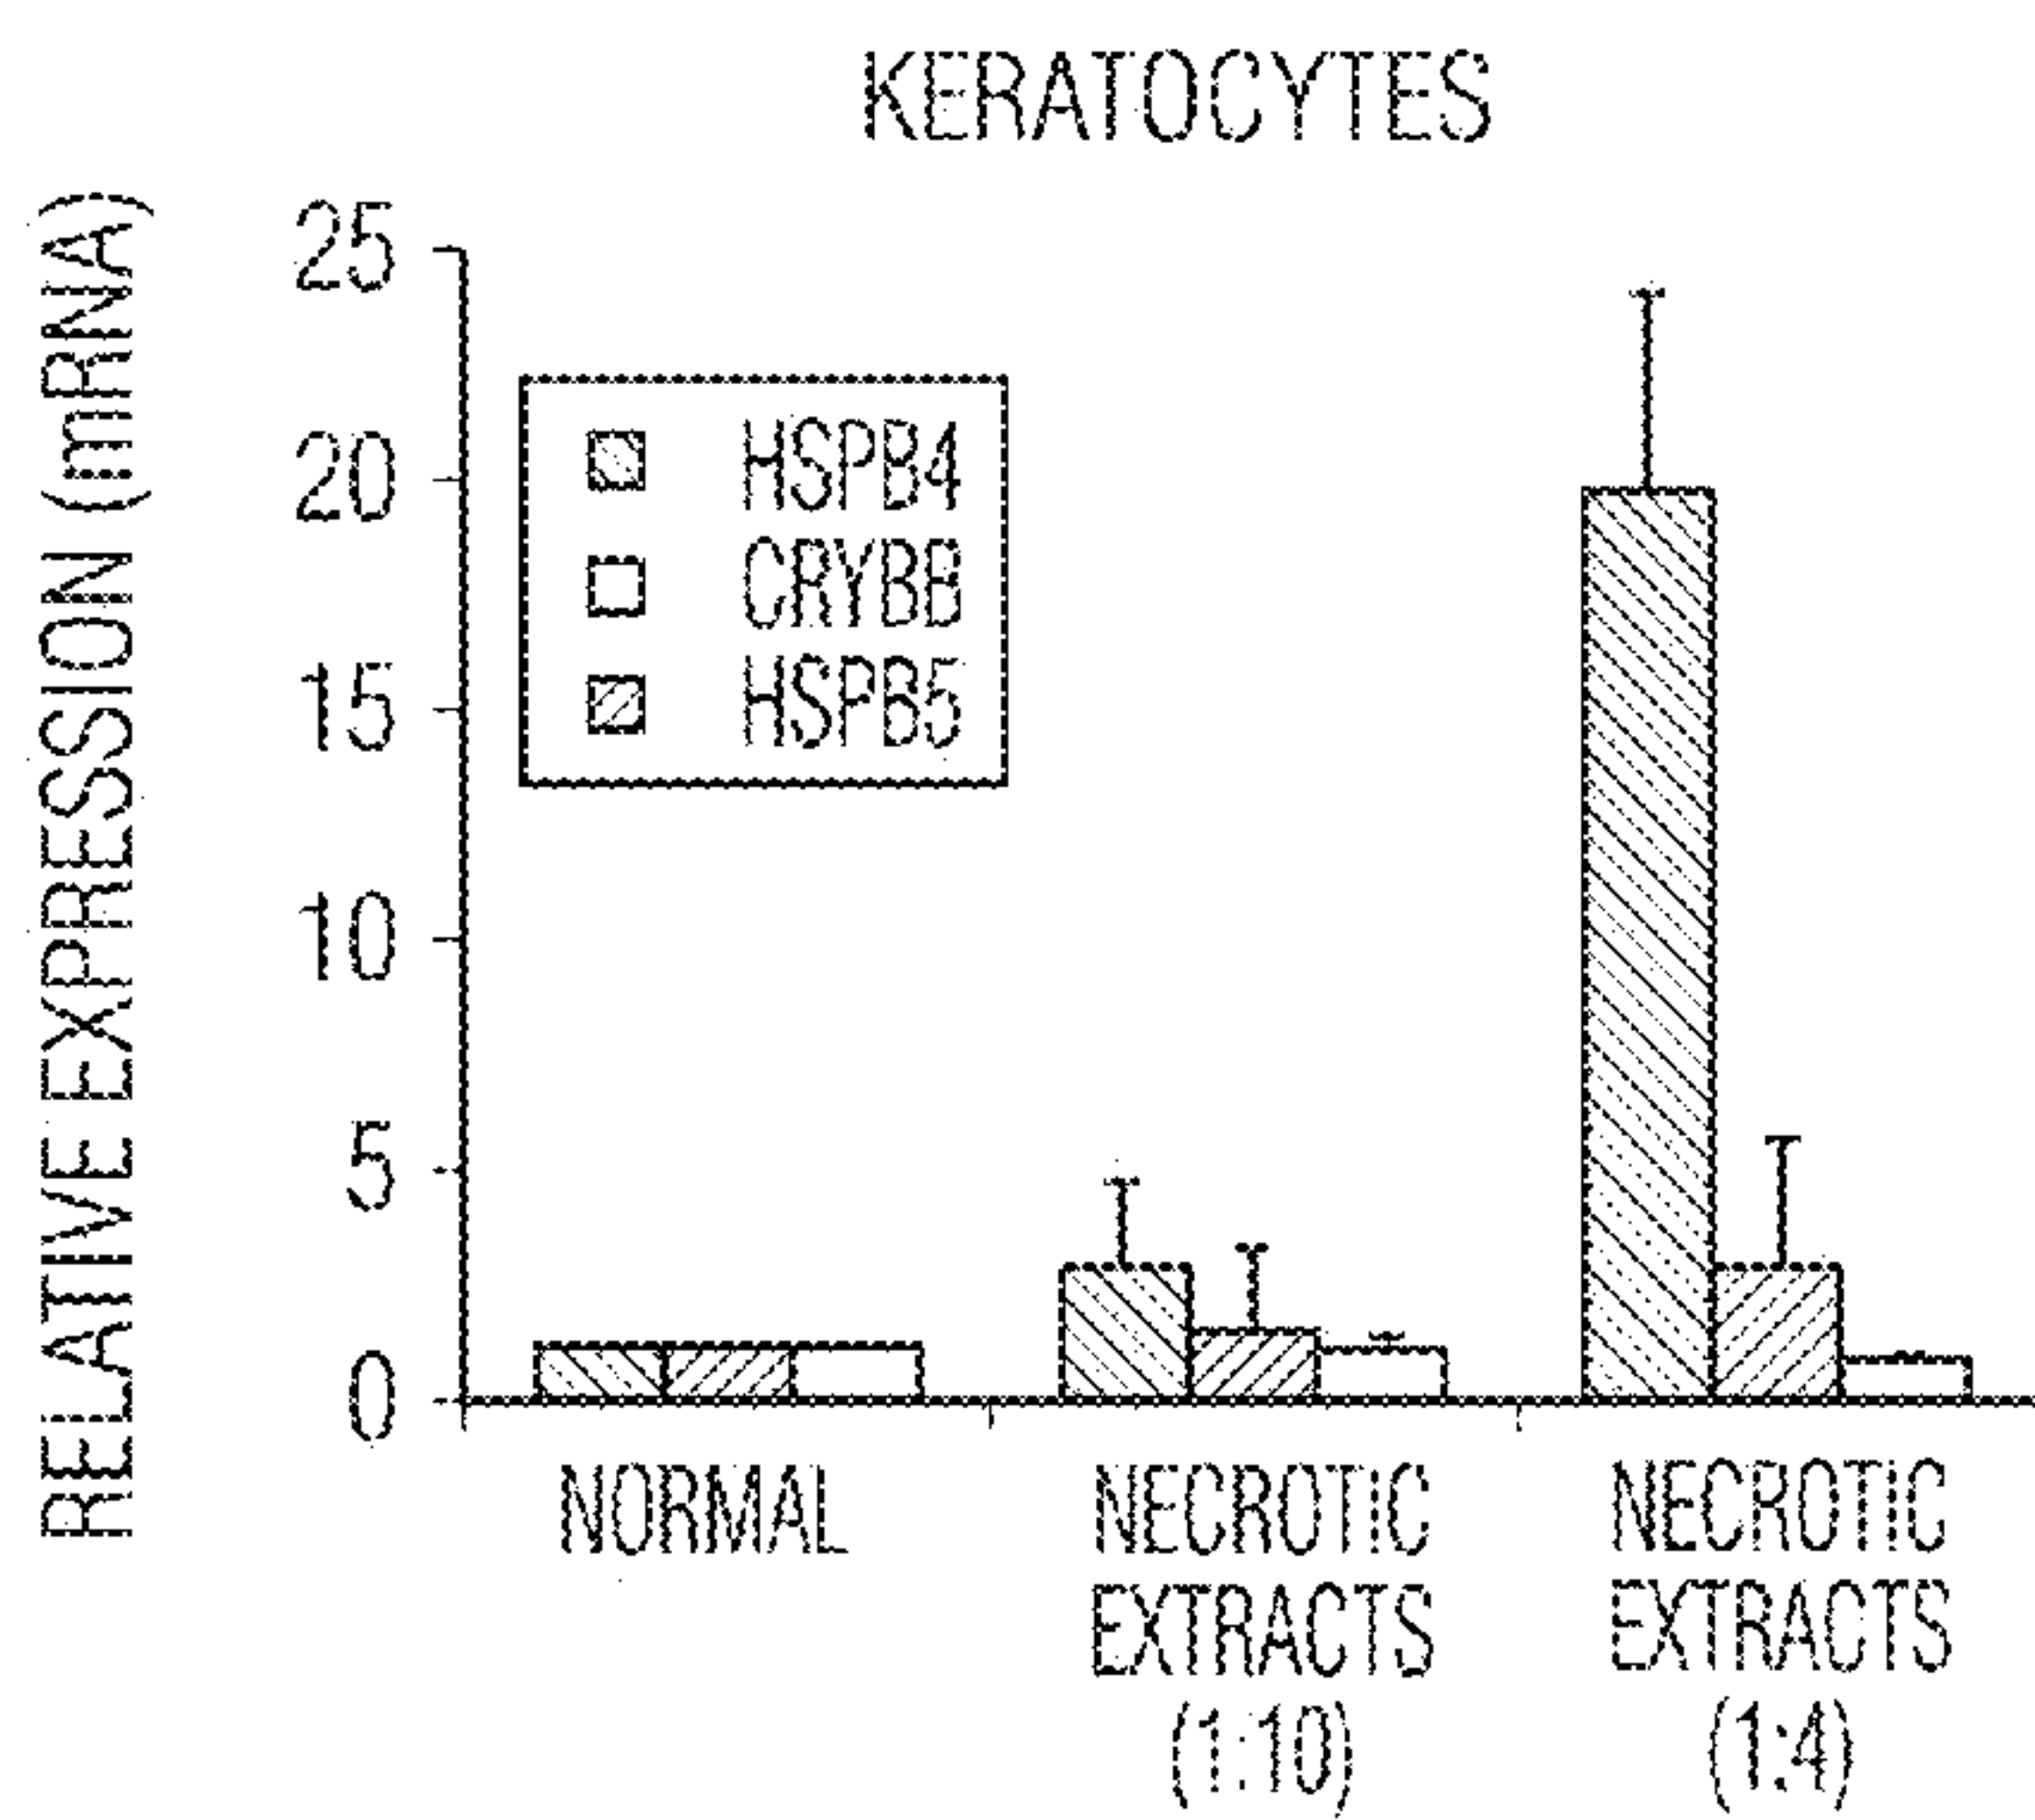 KERATOCYTES
RELATIVE EXPRESSION (mRNA)
25
20
15
10
5
0
HSPB4
CRYBB
HSPB5
NORMAL
NECROTIC
EXTRACTS
(1:10)
NECROTIC
EXTRACTS
(1:4)